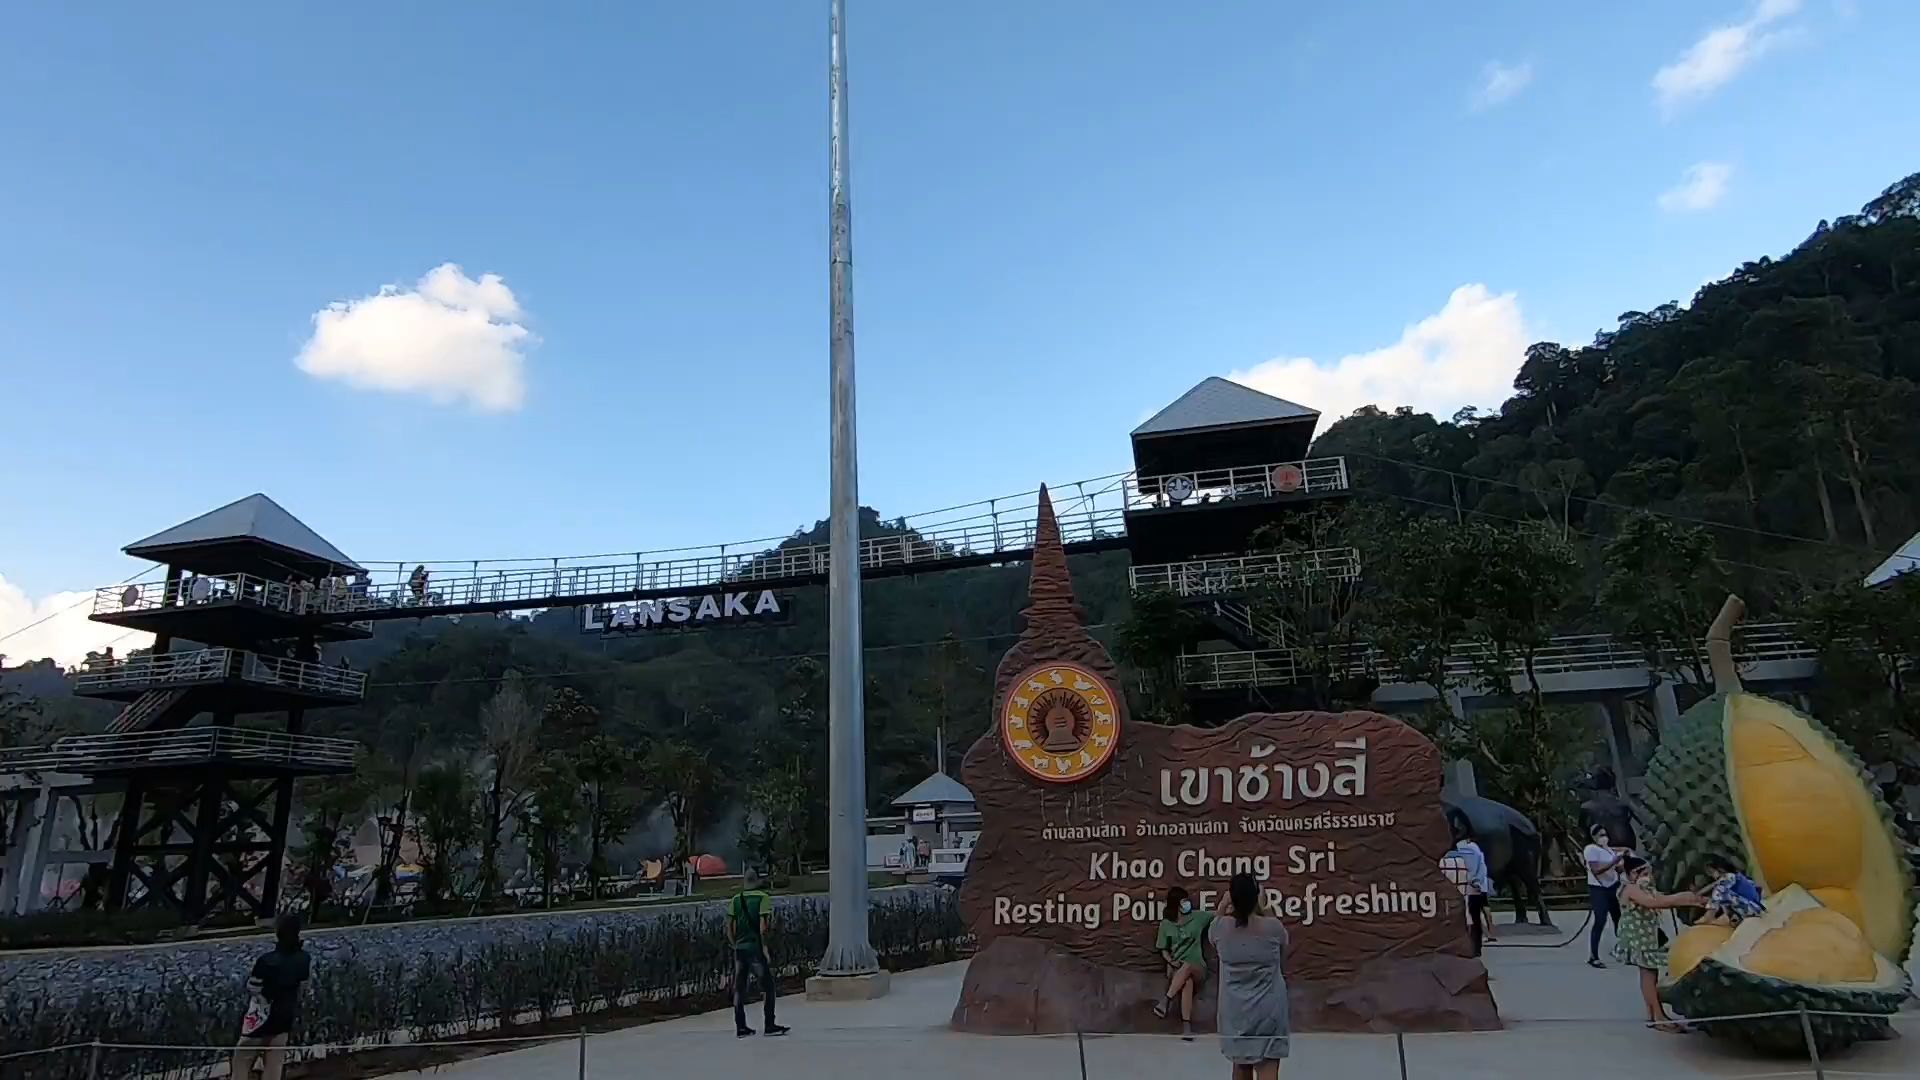 LANSAKA
เขาช้างสี
ตำบลลานสกา อำเภอลานสกา จังหวัดนครศรีธรรมราช
Khao Chang Sri
Resting Poin Refreshing